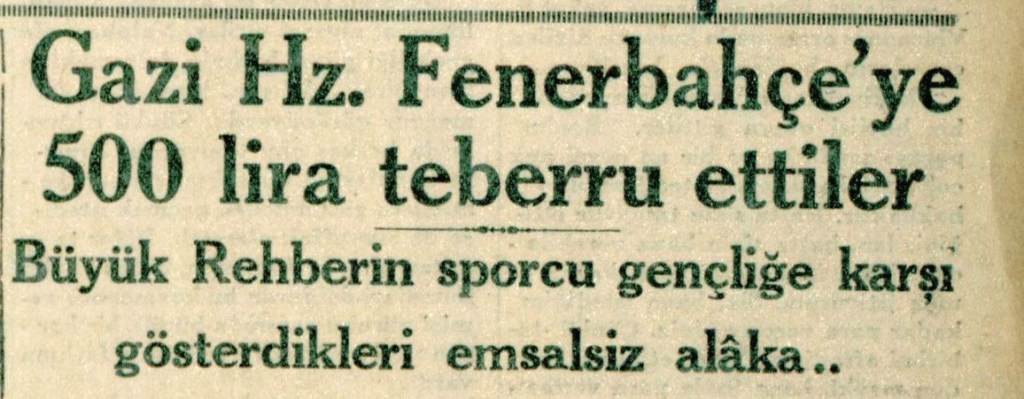 Gazi Hz. Fenerbahçe'ye
500 lira teberru ettiler
Büyük Rehberin sporcu gençliğe karşı
gösterdikleri emsalsiz alâka..